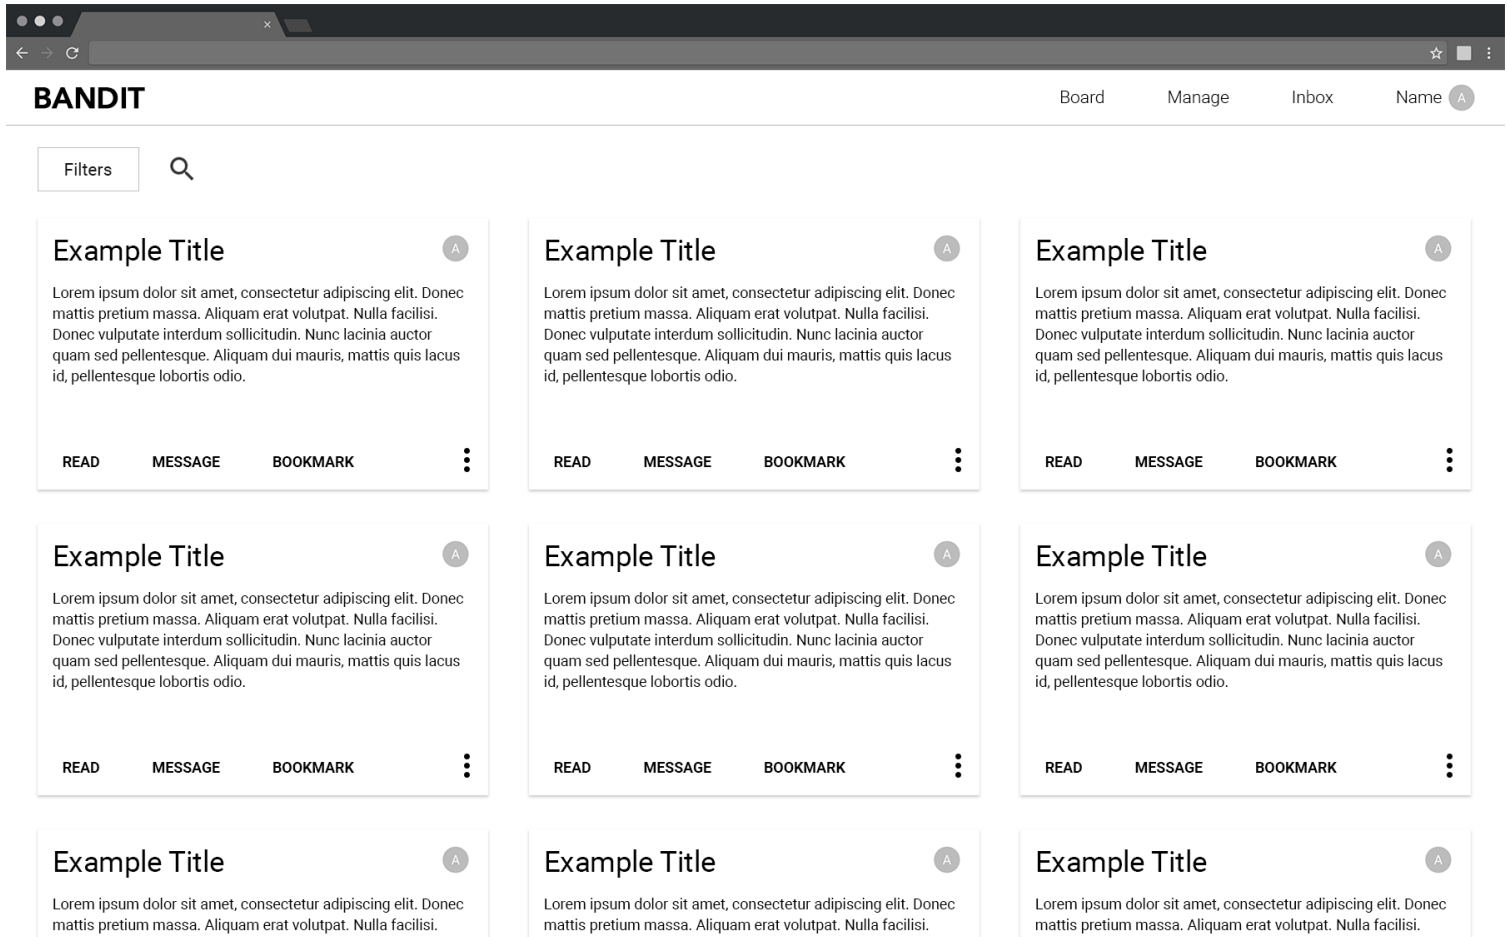 BANDIT
Board Manage Inbox Name A
Filters
Example Title A
Lorem ipsum dolor sit amet, consectetur adipiscing elit. Donec
mattis pretium massa. Aliquam erat volutpat. Nulla facilisi.
Donec vulputate interdum sollicitudin. Nunc lacinia auctor
quam sed pellentesque. Aliquam dui mauris, mattis quis lacus
id, pellentesque lobortis odio.
READ MESSAGE BOOKMARK
Example Title A
Lorem ipsum dolor sit amet, consectetur adipiscing elit. Donec
mattis pretium massa. Aliquam erat volutpat. Nulla facilisi.
Donec vulputate interdum sollicitudin. Nunc lacinia auctor
quam sed pellentesque. Aliquam dui mauris, mattis quis lacus
id, pellentesque lobortis odio.
READ MESSAGE BOOKMARK
Example Title A
Lorem ipsum dolor sit amet, consectetur adipiscing elit. Donec
mattis pretium massa. Aliquam erat volutpat. Nulla facilisi.
Donec vulputate interdum sollicitudin. Nunc lacinia auctor
quam sed pellentesque. Aliquam dui mauris, mattis quis lacus
id, pellentesque lobortis odio.
READ MESSAGE BOOKMARK
Example Title A
Lorem ipsum dolor sit amet, consectetur adipiscing elit. Donec
mattis pretium massa. Aliquam erat volutpat. Nulla facilisi.
Donec vulputate interdum sollicitudin. Nunc lacinia auctor
quam sed pellentesque. Aliquam dui mauris, mattis quis lacus
id, pellentesque lobortis odio.
READ MESSAGE BOOKMARK
Example Title A
Lorem ipsum dolor sit amet, consectetur adipiscing elit. Donec
mattis pretium massa. Aliquam erat volutpat. Nulla facilisi.
Donec vulputate interdum sollicitudin. Nunc lacinia auctor
quam sed pellentesque. Aliquam dui mauris, mattis quis lacus
id, pellentesque lobortis odio.
READ MESSAGE BOOKMARK
Example Title A
Lorem ipsum dolor sit amet, consectetur adipiscing elit. Donec
mattis pretium massa. Aliquam erat volutpat. Nulla facilisi.
Donec vulputate interdum sollicitudin. Nunc lacinia auctor
quam sed pellentesque. Aliquam dui mauris, mattis quis lacus
id, pellentesque lobortis odio.
READ MESSAGE BOOKMARK
Example Title A
Lorem ipsum dolor sit amet, consectetur adipiscing elit. Donec
mattis pretium massa. Aliquam erat volutpat. Nulla facilisi.
Example Title A
Lorem ipsum dolor sit amet, consectetur adipiscing elit. Donec
mattis pretium massa. Aliquam erat volutpat. Nulla facilisi.
Example Title A
Lorem ipsum dolor sit amet, consectetur adipiscing elit. Donec
mattis pretium massa. Aliquam erat volutpat. Nulla facilisi.